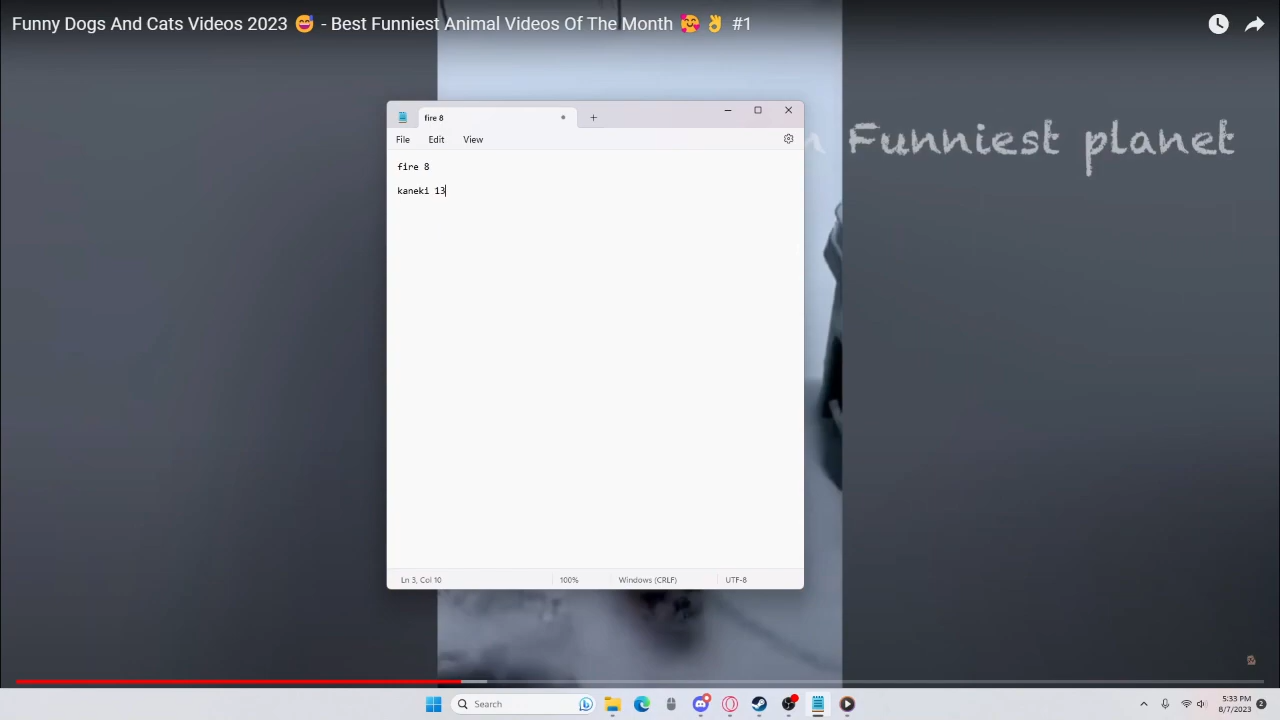 Funny Dogs And Cats Videos 2023 😅 - Best Funniest Animal Videos Of The Month 🥰 👌 #1
Funniest planet
fire 8
File Edit View
fire 8
kaneki 13
Ln 3, Col 10 100% Windows (CRLF) UTF-8
Search
5:33 PM
8/7/2023
2